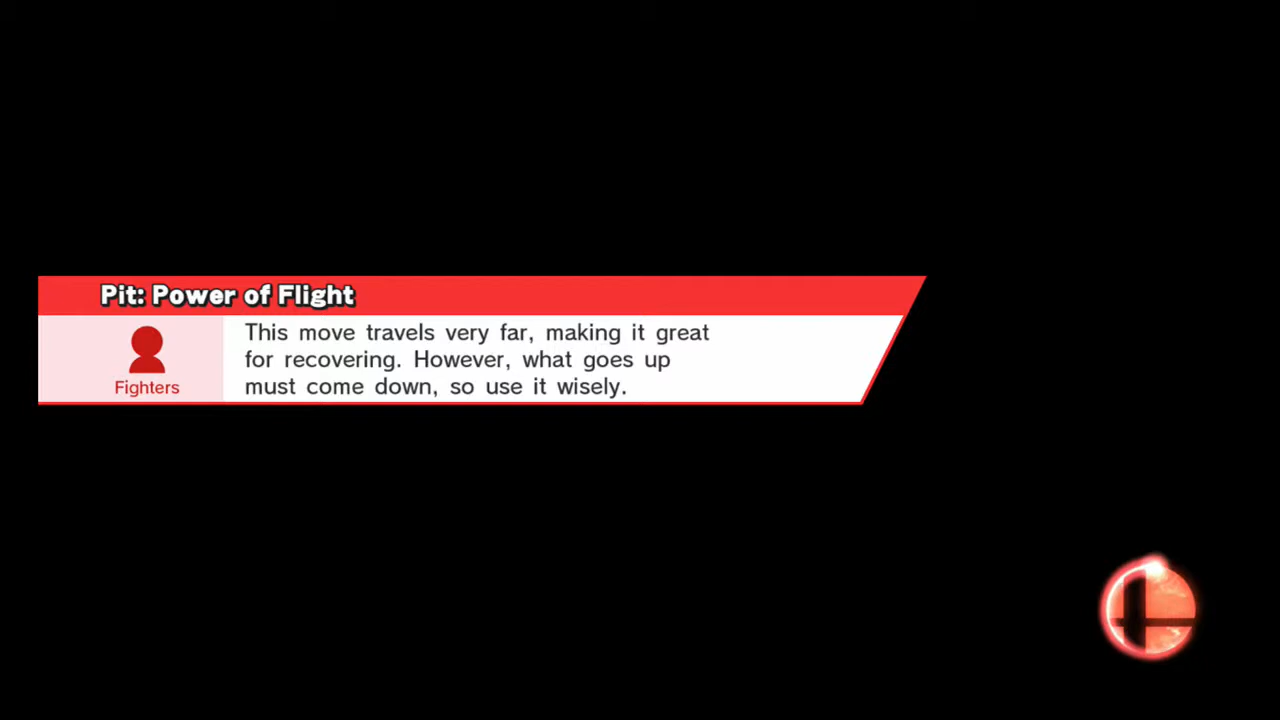 Pit: Power of Flight
Fighters
This move travels very far, making it great
for recovering. However, what goes up
must come down, so use it wisely.